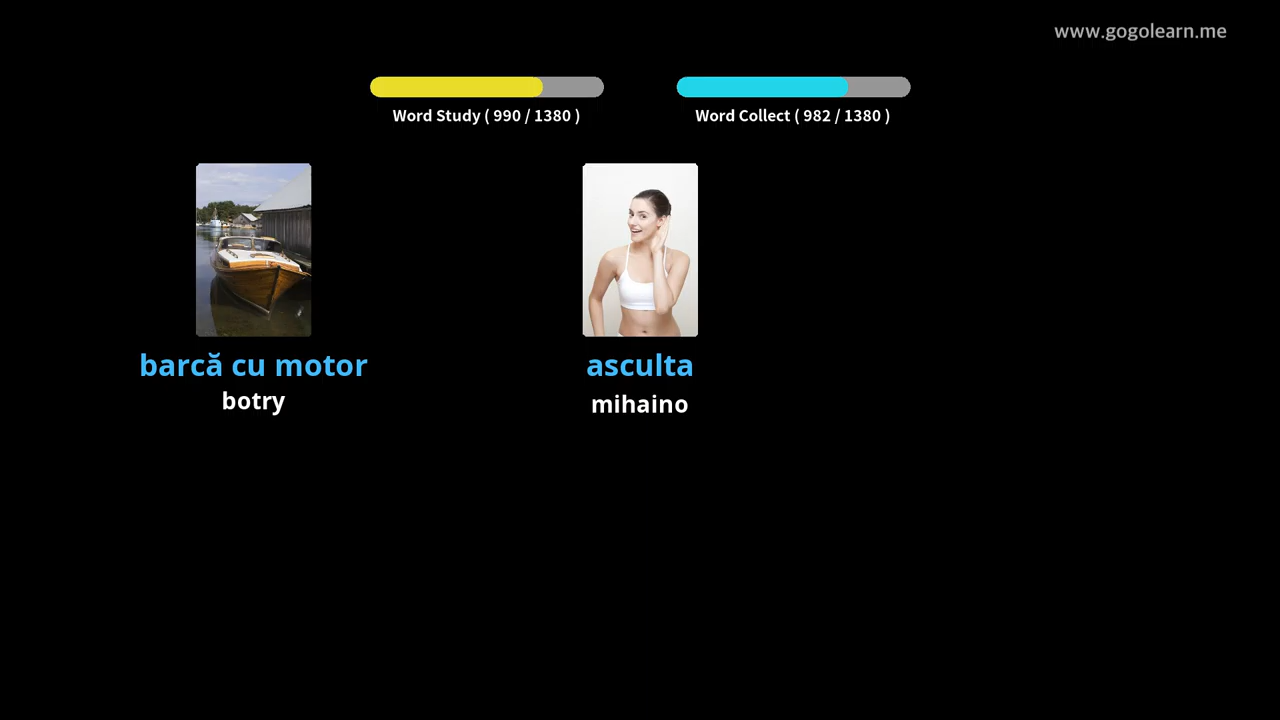 www.gogolearn.me
Word Study ( 990 / 1380 )
Word Collect ( 982 / 1380 )
barcă cu motor
botry
asculta
mihaino